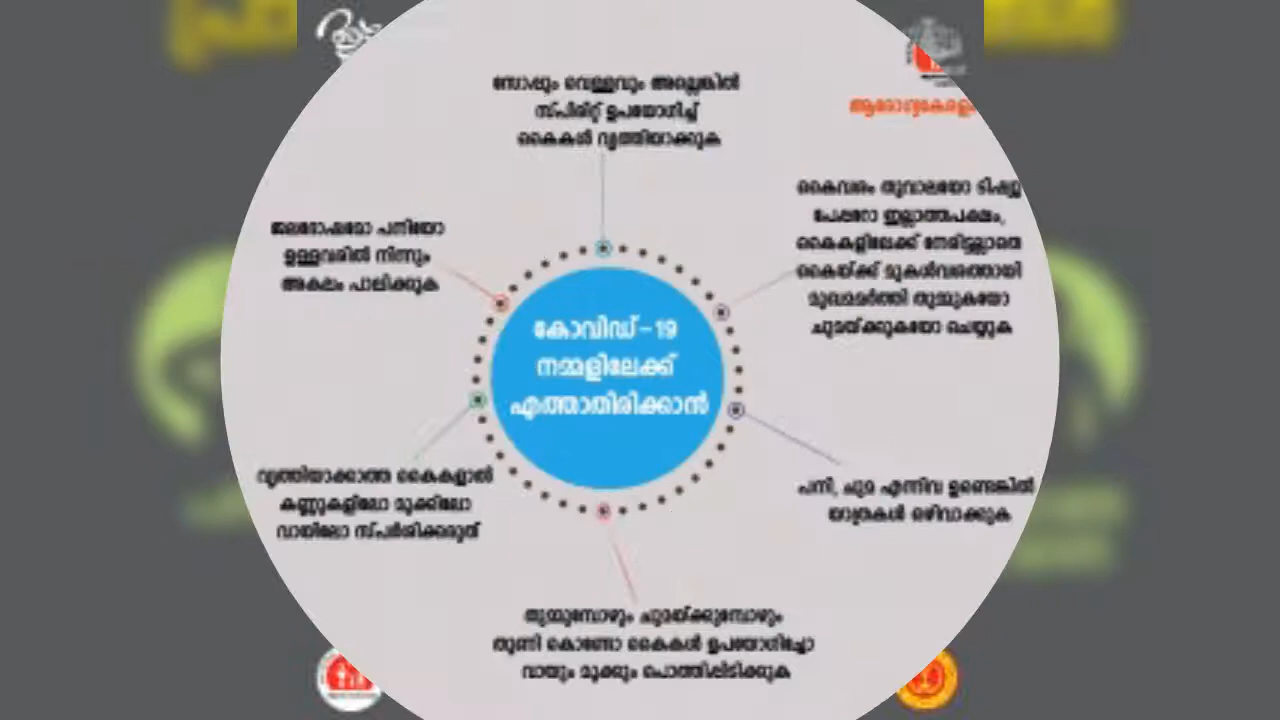 സോപ്പും വെള്ളവും അല്ലെങ്കിൽ
സ്പിരിറ്റ് ഉപയോഗിച്ച്
കൈകൾ വൃത്തിയാക്കുക
ആരോഗ്യകേരളം
കൈവശം തൂവാലയോ ടിഷ്യൂ
പേപ്പറോ ഇല്ലാത്തപക്ഷം,
കൈകളിലേക്ക് നേരിട്ടല്ലാതെ
കൈയ്ക്ക് മുകൾവശത്തായി
മുഖമമർത്തി തുമ്മുകയോ
ചുമയ്ക്കുകയോ ചെയ്യുക
ജലദോഷമോ പനിയോ
ഉള്ളവരിൽ നിന്നും
അകലം പാലിക്കുക
കോവിഡ്-19
നമ്മളിലേക്ക്
എത്താതിരിക്കാൻ
വൃത്തിയാക്കാത്ത കൈകളാൽ
കണ്ണുകളിലോ മൂക്കിലോ
വായിലോ സ്പർശിക്കരുത്
പനി, ചുമ എന്നിവ ഉണ്ടെങ്കിൽ
യാത്രകൾ ഒഴിവാക്കുക
തുമ്മുമ്പോഴും ചുമയ്ക്കുമ്പോഴും
തുണി കൊണ്ടോ കൈകൾ ഉപയോഗിച്ചോ
വായും മൂക്കും പൊത്തിപ്പിടിക്കുക